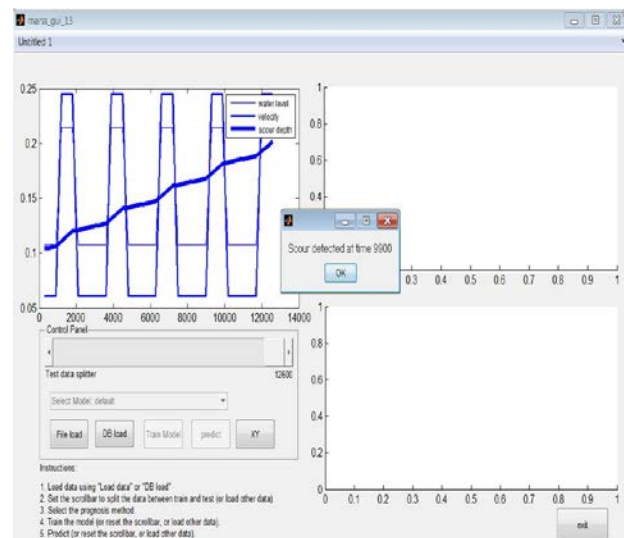 mana_gui_13
Untitled 1
0.25
0.2
0.15
0.1
0.05
0 2000 4000 6000 8000 10000 12000 14000
water level
velocity
scour depth
1
0.8
0.6
0.4
0.3 0.4 0.5 0.6 0.7 0.8 0.9 1
Scour detected at time 9900
OK
1
0.8
0.6
0.4
0.2
0
0 0.1 0.2 0.3 0.4 0.5 0.6 0.7 0.8 0.9 1
Control Panel
Test data splitter
12600
Select Model: default
File load
DB load
Train Model
predict
XY
Instructions:
1. Load data using "Load data" or "DB load"
2. Set the scrollbar to split the data between train and test (or load other data)
3. Select the prognosis method.
4. Train the model (or reset the scrollbar, or load other data).
5. Predict (or reset the scrollbar, or load other data).
exit